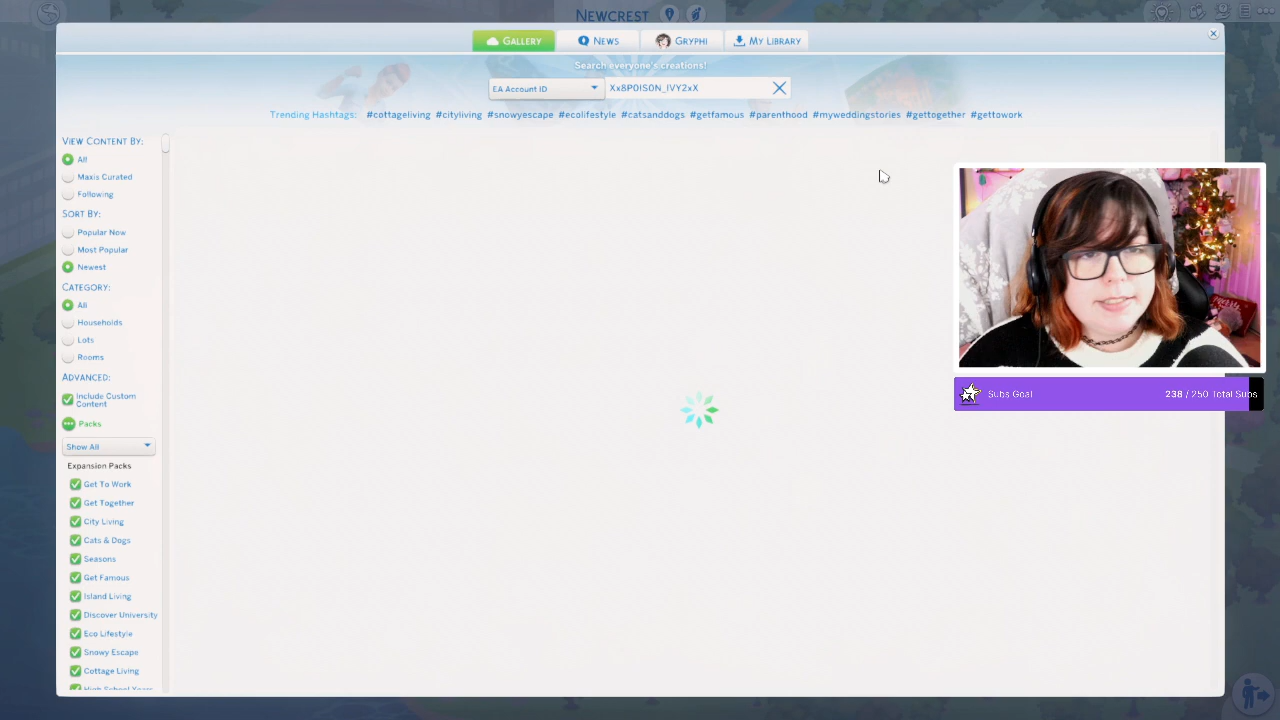 NEWCREST
GALLERY
NEWS
GRYPHI
MY LIBRARY
Search everyone's creations!
EA Account ID
Xx8P0IS0N_IVY2xX
Trending Hashtags: #cottageliving #cityliving #snowyescape #ecolifestyle #catsanddogs #getfamous #parenthood #myweddingstories #gettogether #gettowork
VIEW CONTENT BY:
All
Maxis Curated
Following
SORT BY:
Popular Now
Most Popular
Newest
CATEGORY:
All
Households
Lots
Rooms
ADVANCED:
Include Custom
Content
Packs
Show All
Expansion Packs
Get To Work
Get Together
City Living
Cats & Dogs
Seasons
Get Famous
Island Living
Discover University
Eco Lifestyle
Snowy Escape
Cottage Living
High School Years
Subs Goal
238 / 250 Total Subs